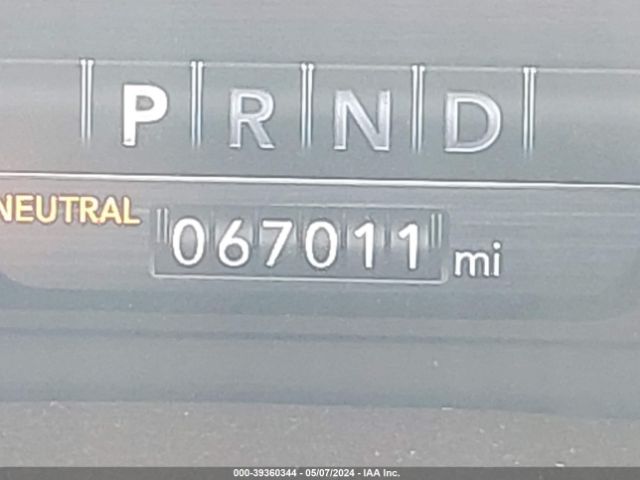 P R N D
NEUTRAL
067011 mi
000-39360344 - 05/07/2024 - IAA Inc.